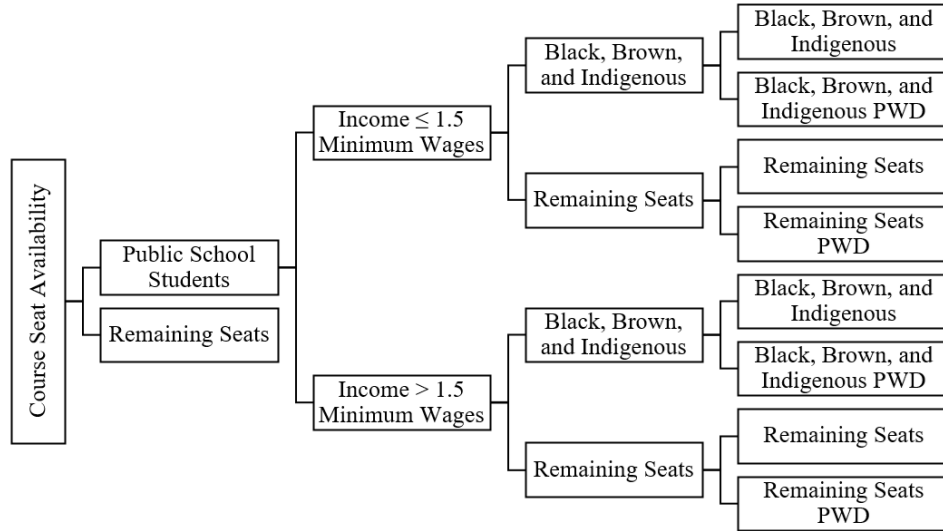 Course Seat Availability
Public School
Students
Remaining Seats
Income ≤ 1.5
Minimum Wages
Income > 1.5
Minimum Wages
Black, Brown,
and Indigenous
Remaining Seats
Black, Brown,
and Indigenous
Remaining Seats
Black, Brown, and
Indigenous
Black, Brown, and
Indigenous PWD
Remaining Seats
Remaining Seats
PWD
Black, Brown, and
Indigenous
Black, Brown, and
Indigenous PWD
Remaining Seats
Remaining Seats
PWD